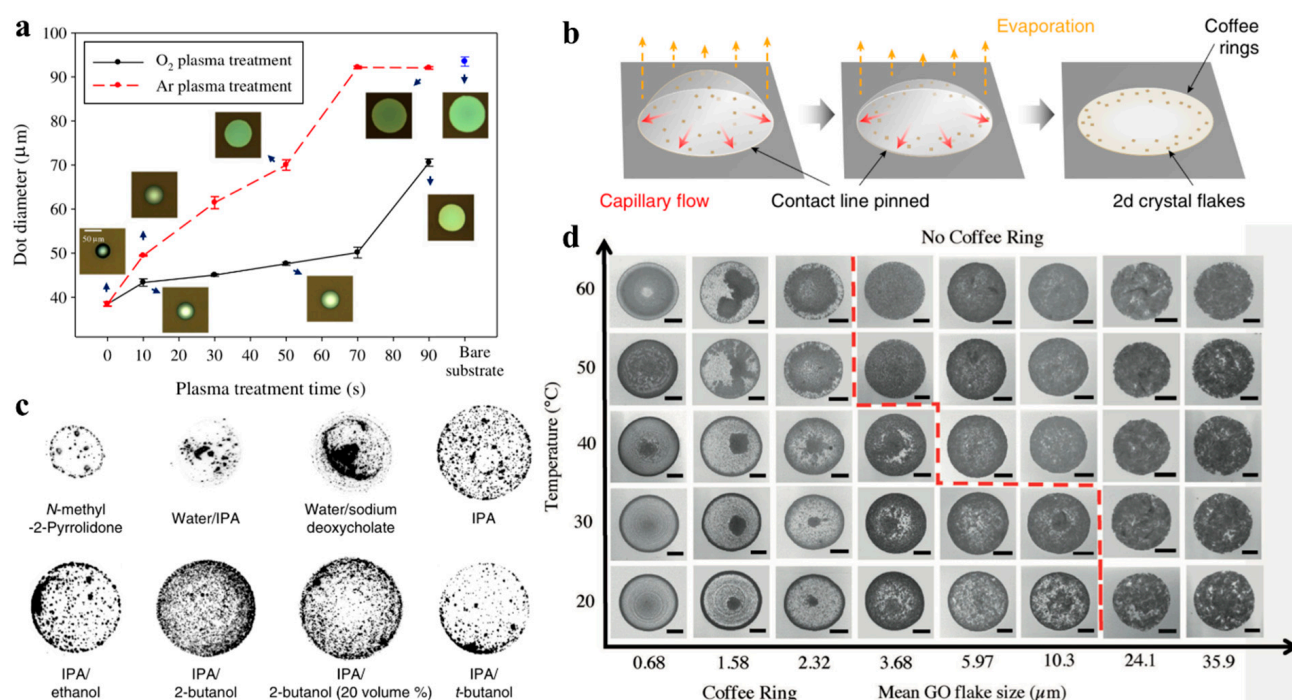 a
100
90
80
70
60
50
40
Dot diameter (μm)
O₂ plasma treatment
Ar plasma treatment
50 μm
0
10
30
50
70
90
Bare
substrate
Plasma treatment time (s)
b
Evaporation
Coffee
rings
Capillary flow
Contact line pinned
2d crystal flakes
c
N-methyl
-2-Pyrrolidone
Water/IPA
Water/sodium
deoxycholate
IPA
IPA/
ethanol
IPA/
2-butanol
IPA/
2-butanol (20 volume %)
IPA/
t-butanol
d
No Coffee Ring
Temperature (°C)
60
50
40
30
20
0.68
1.58
2.32
3.68
5.97
10.3
24.1
35.9
Coffee Ring
Mean GO flake size (μm)